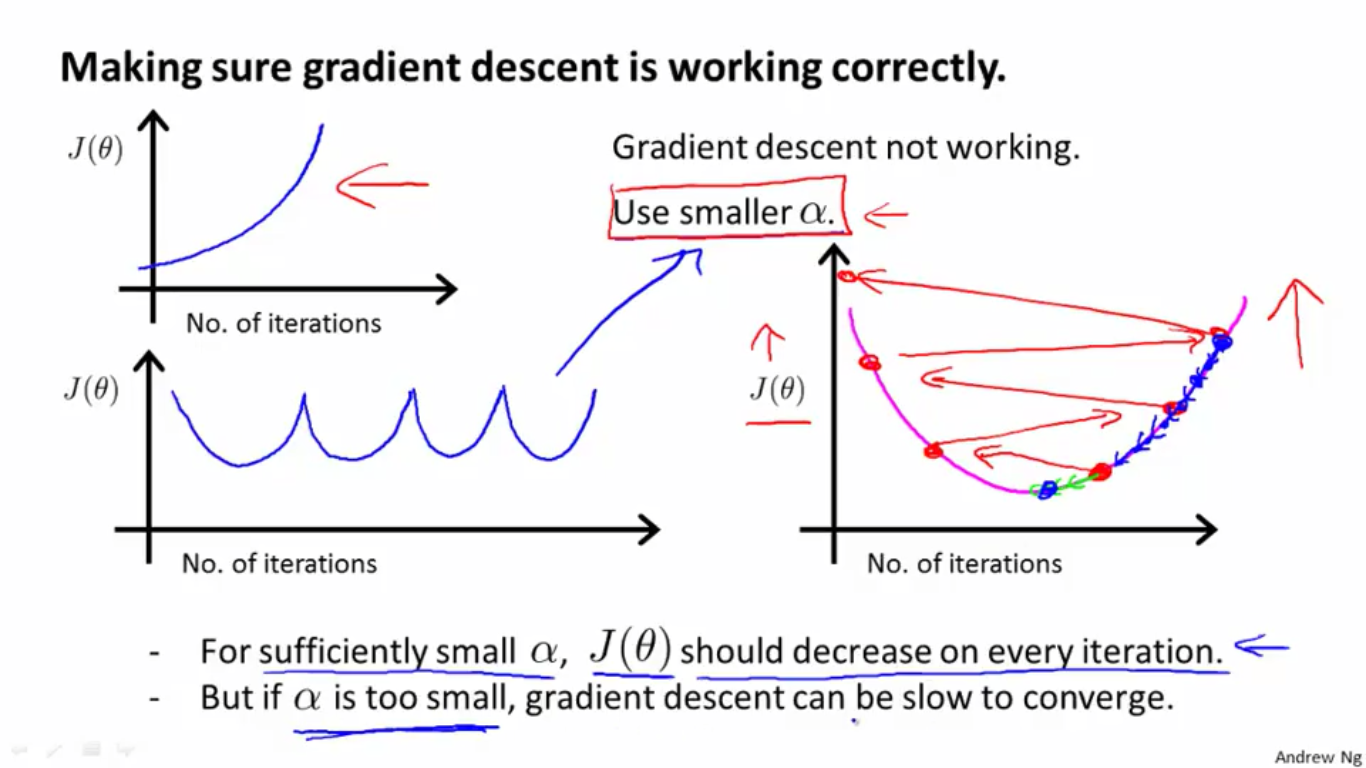 Making sure gradient descent is working correctly.
J(θ)
No. of iterations
Gradient descent not working.
Use smaller α.
J(θ)
No. of iterations
J(θ)
No. of iterations
- For sufficiently small α, J(θ) should decrease on every iteration.
- But if α is too small, gradient descent can be slow to converge.
Andrew Ng